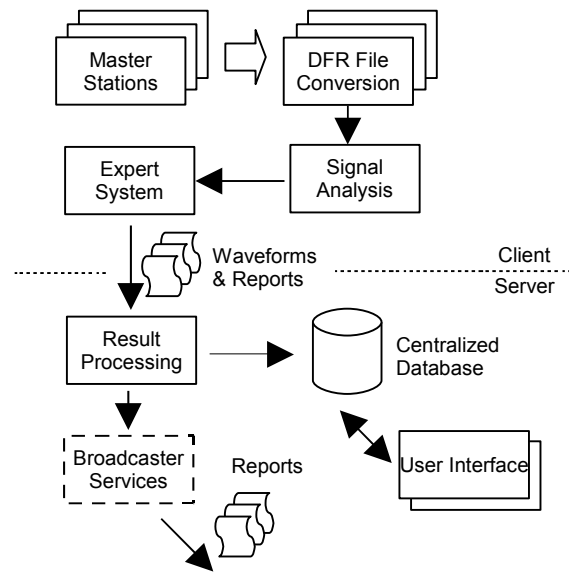 Master
Stations
DFR File
Conversion
Expert
System
Signal
Analysis
Waveforms
& Reports
Client
Server
Result
Processing
Centralized
Database
Broadcaster
Services
Reports
User Interface